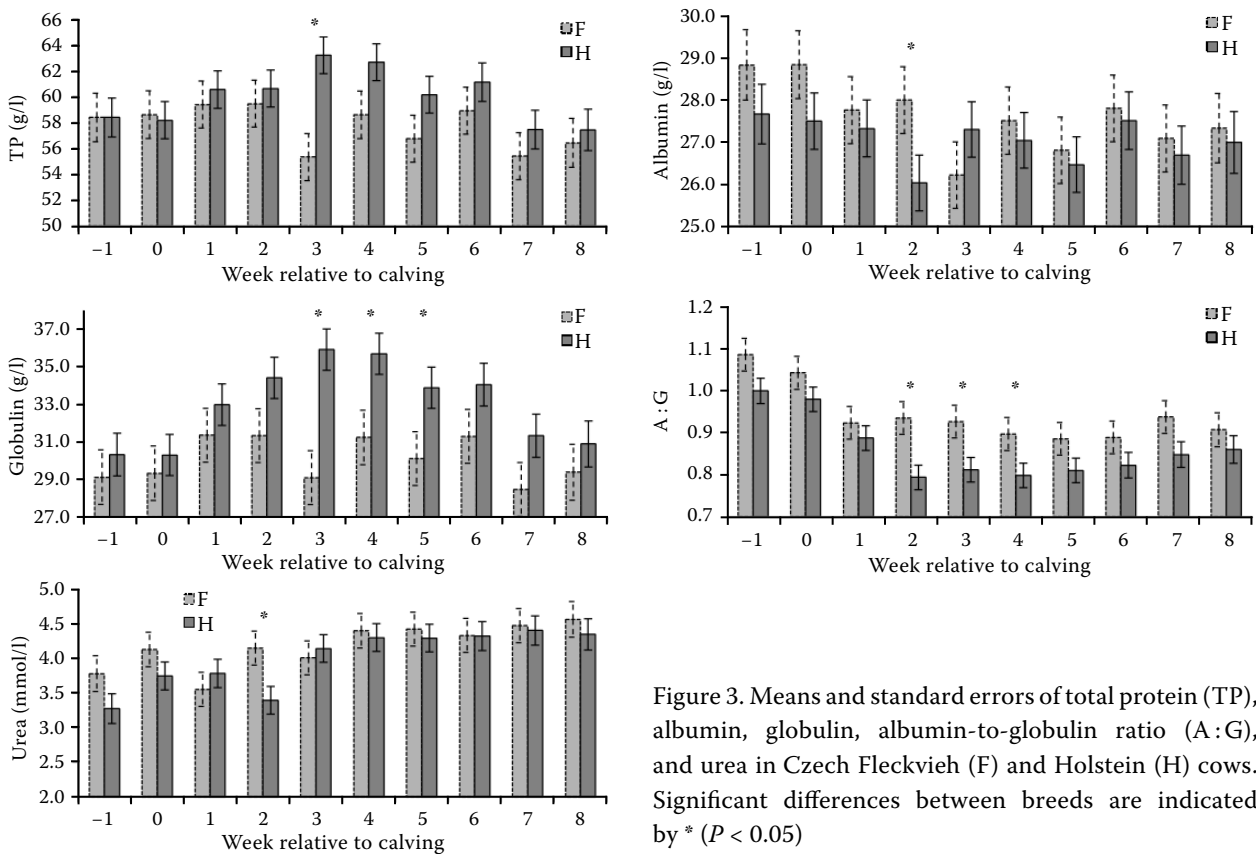 66
64
62
60
58
56
54
52
50
TP (g/l)
*
F
H
–1 0 1 2 3 4 5 6 7 8
Week relative to calving
29.0
28.0
27.0
26.0
25.0
Albumin (g/l)
*
F
H
–1 0 1 2 3 4 5 6 7 8
Week relative to calving
37.0
35.0
33.0
31.0
29.0
27.0
Globulin (g/l)
* * *
F
H
–1 0 1 2 3 4 5 6 7 8
Week relative to calving
1.2
1.1
1.0
0.9
0.8
0.7
A : G
* * *
F
H
–1 0 1 2 3 4 5 6 7 8
Week relative to calving
5.0
4.5
4.0
3.5
3.0
2.5
2.0
Urea (mmol/l)
F
H
*
–1 0 1 2 3 4 5 6 7 8
Week relative to calving
Figure 3. Means and standard errors of total protein (TP),
albumin, globulin, albumin-to-globulin ratio (A : G),
and urea in Czech Fleckvieh (F) and Holstein (H) cows.
Significant differences between breeds are indicated
by * (P < 0.05)